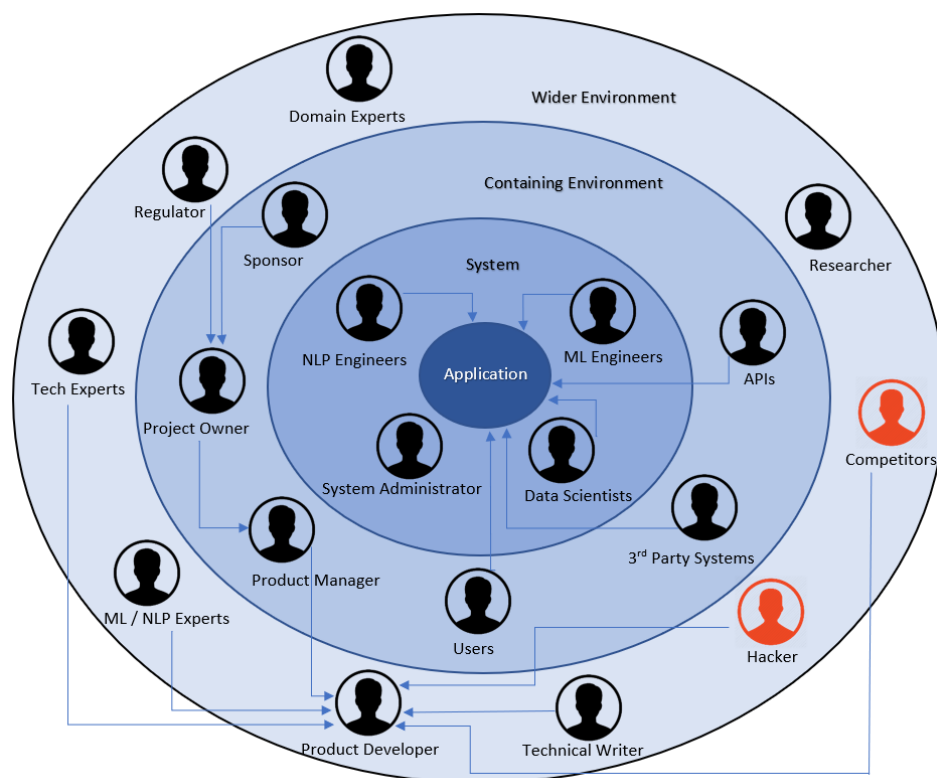 Wider Environment
Domain Experts
Containing Environment
Regulator
Sponsor
System
Researcher
NLP Engineers
ML Engineers
Application
APIs
Tech Experts
Project Owner
Competitors
System Administrator
Data Scientists
3rd Party Systems
Product Manager
ML / NLP Experts
Users
Hacker
Product Developer
Technical Writer